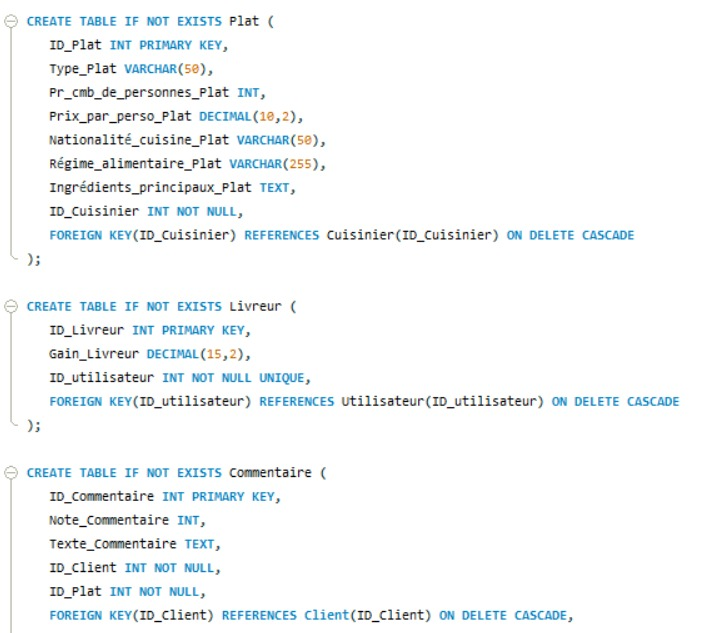 CREATE TABLE IF NOT EXISTS Plat (
ID_Plat INT PRIMARY KEY,
Type_Plat VARCHAR(50),
Pr_cmb_de_personnes_Plat INT,
Prix_par_perso_Plat DECIMAL(10,2),
Nationalité_cuisine_Plat VARCHAR(50),
Régime_alimentaire_Plat VARCHAR(255),
Ingrédients_principaux_Plat TEXT,
ID_Cuisinier INT NOT NULL,
FOREIGN KEY(ID_Cuisinier) REFERENCES Cuisinier(ID_Cuisinier) ON DELETE CASCADE
);
CREATE TABLE IF NOT EXISTS Livreur (
ID_Livreur INT PRIMARY KEY,
Gain_Livreur DECIMAL(15,2),
ID_utilisateur INT NOT NULL UNIQUE,
FOREIGN KEY(ID_utilisateur) REFERENCES Utilisateur(ID_utilisateur) ON DELETE CASCADE
);
CREATE TABLE IF NOT EXISTS Commentaire (
ID_Commentaire INT PRIMARY KEY,
Note_Commentaire INT,
Texte_Commentaire TEXT,
ID_Client INT NOT NULL,
ID_Plat INT NOT NULL,
FOREIGN KEY(ID_Client) REFERENCES Client(ID_Client) ON DELETE CASCADE,